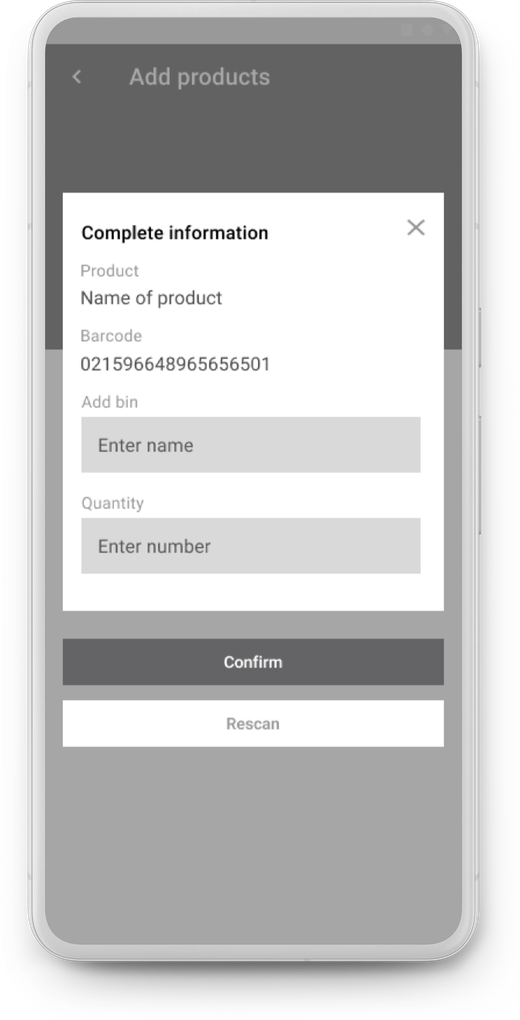 Add products
Complete information
Product
Name of product
Barcode
021596648965656501
Add bin
Enter name
Quantity
Enter number
Confirm
Rescan